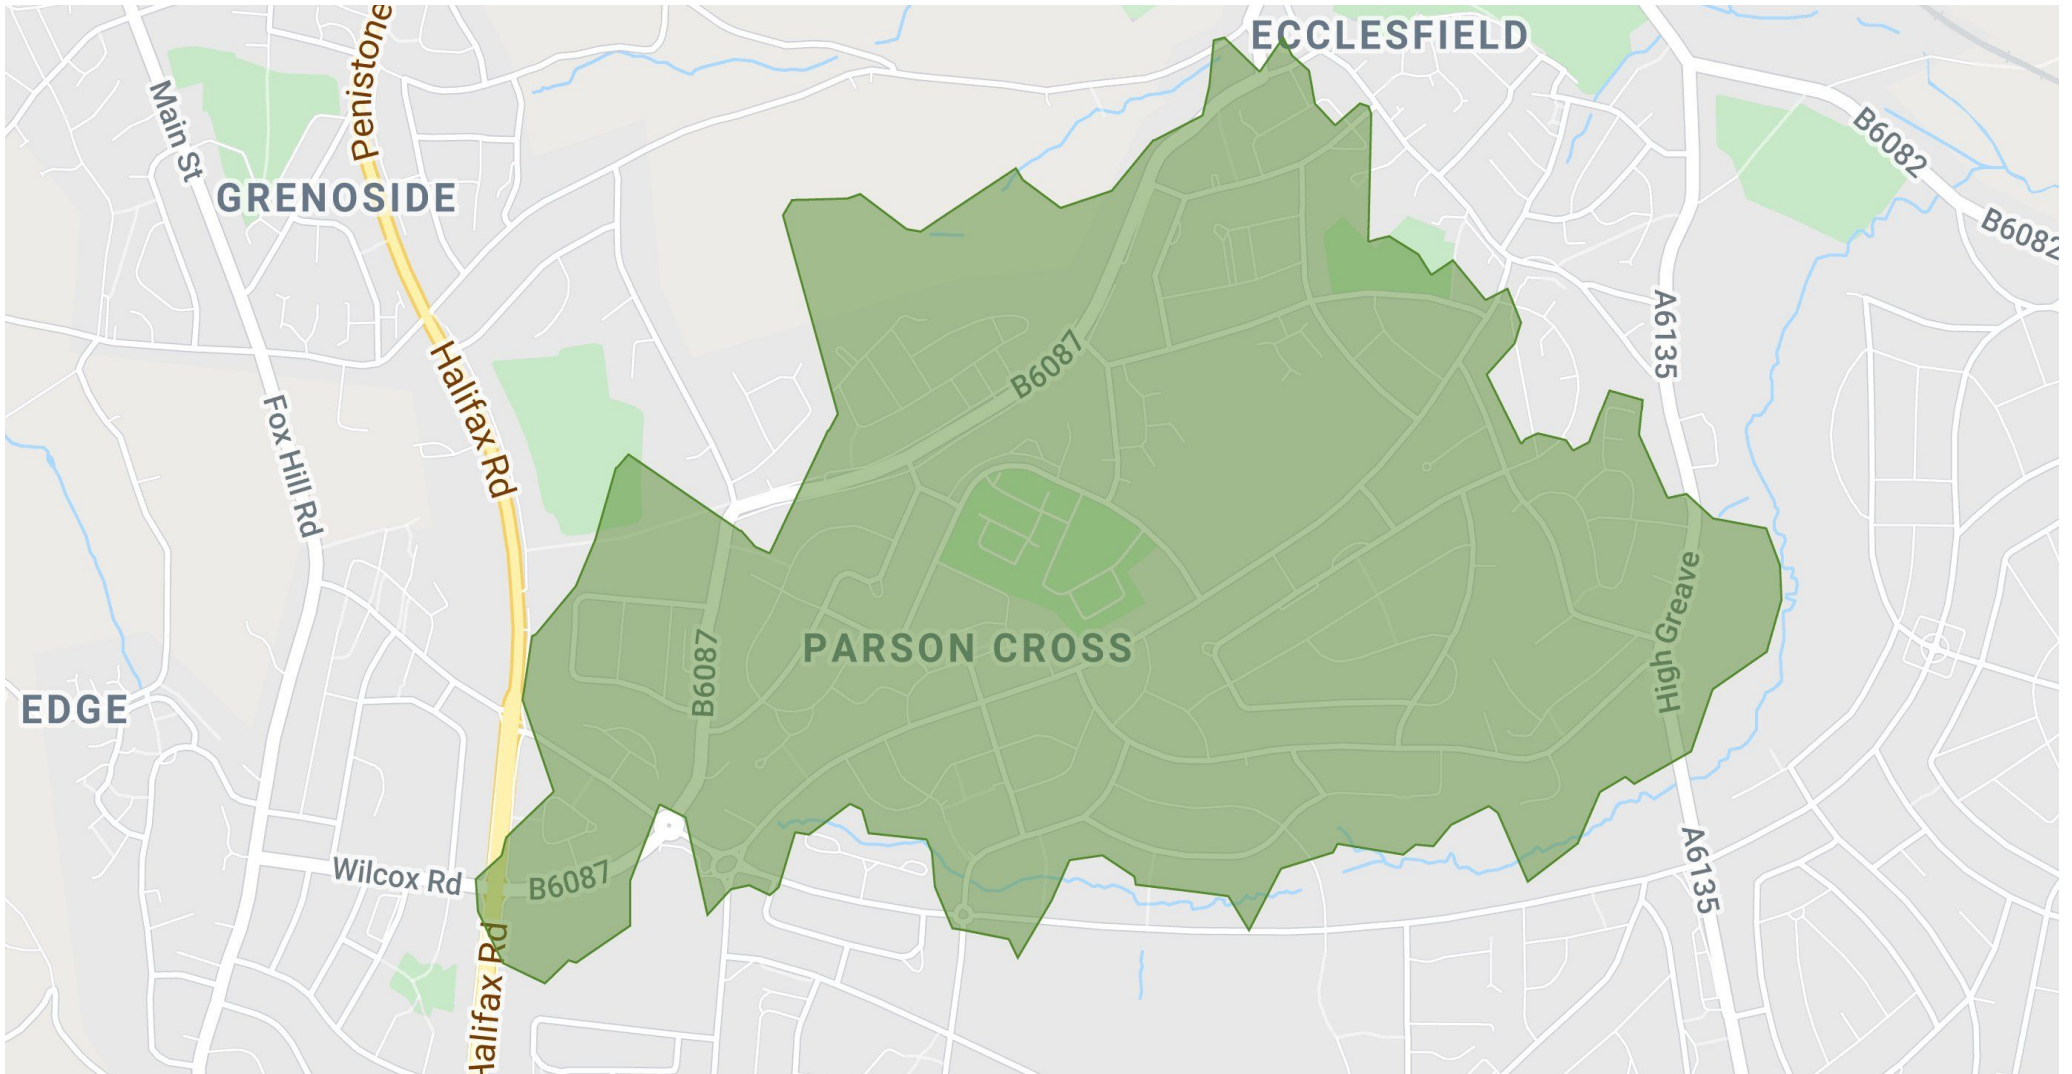 ECCLESFIELD
Penistone
Main St
B6082
GRENOSIDE
B6082
A6135
B6087
Halifax Rd
Fox Hill Rd
High Greave
PARSON CROSS
B6087
EDGE
Wilcox Rd
B6087
A6135
Halifax Rd